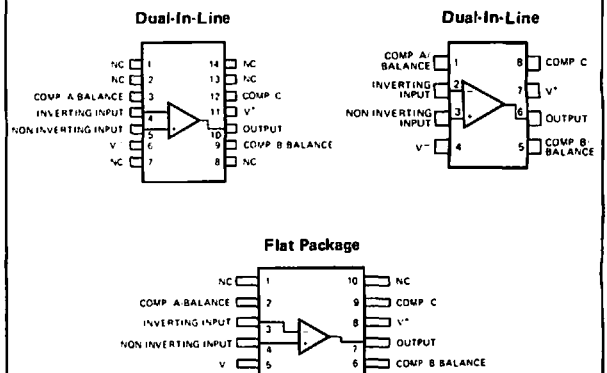 Dual-In-Line
NC 1
NC 2
COMP A BALANCE 3
INVERTING INPUT 4
NON INVERTING INPUT 5
V⁻ 6
NC 7
14 NC
13 NC
12 COMP C
11 V⁺
10 OUTPUT
9 COMP B BALANCE
8 NC
Dual-In-Line
COMP A/
BALANCE 1
INVERTING
INPUT 2
NON INVERTING
INPUT 3
V⁻ 4
8 COMP C
7 V⁺
6 OUTPUT
5 COMP B/
BALANCE
Flat Package
NC 1
COMP A-BALANCE 2
INVERTING INPUT 3
NON INVERTING INPUT 4
V 5
10 NC
9 COMP C
8 V⁺
7 OUTPUT
6 COMP B BALANCE